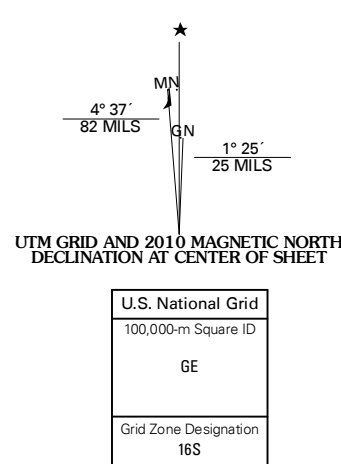 ★
MN
4° 37´
82 MILS
GN
1° 25´
25 MILS
UTM GRID AND 2010 MAGNETIC NORTH
DECLINATION AT CENTER OF SHEET
U.S. National Grid
100,000-m Square ID
GE
Grid Zone Designation
16S